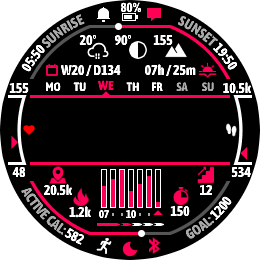 80%
05:50 SUNRISE
SUNSET 19:50
20° 90° 155
W20 / D134 07h / 25m
MO TU WE TH FR SA SU
155 10.5k
48 534
20.5k 12
1.2k 150
07 10
ACTIVE CAL: 582
GOAL: 1200